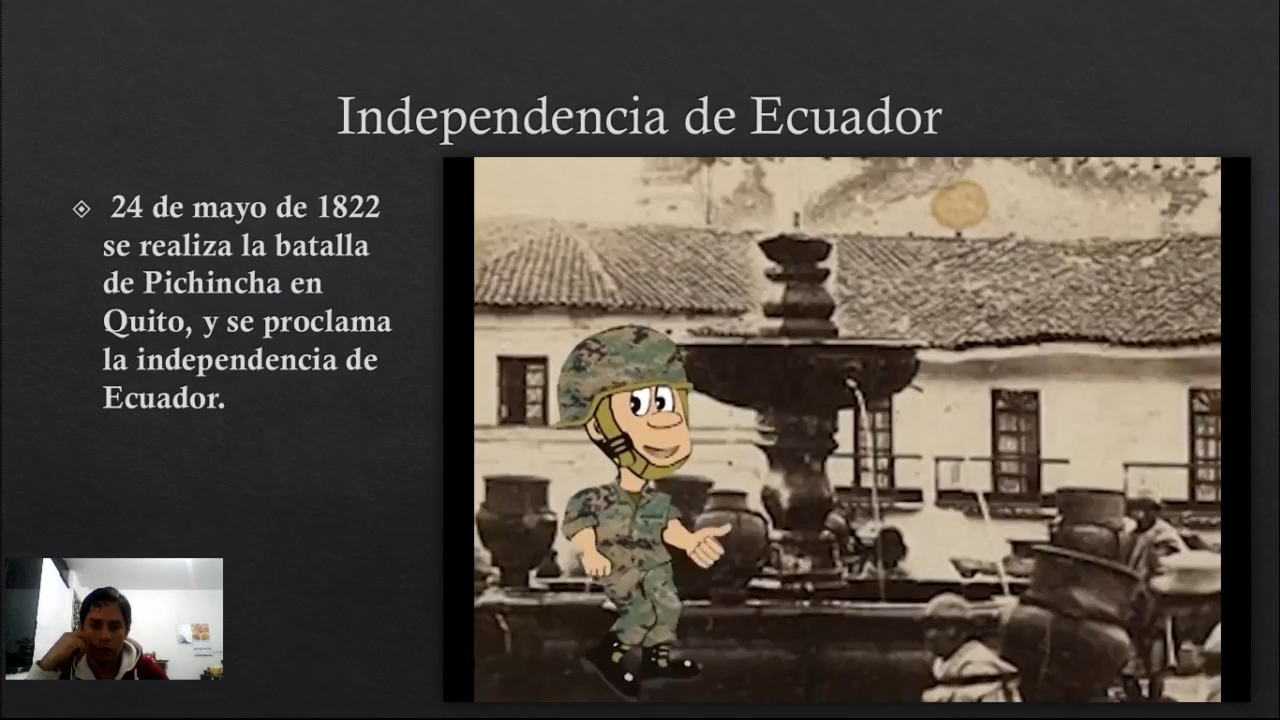 Independencia de Ecuador
24 de mayo de 1822
se realiza la batalla
de Pichincha en
Quito, y se proclama
la independencia de
Ecuador.